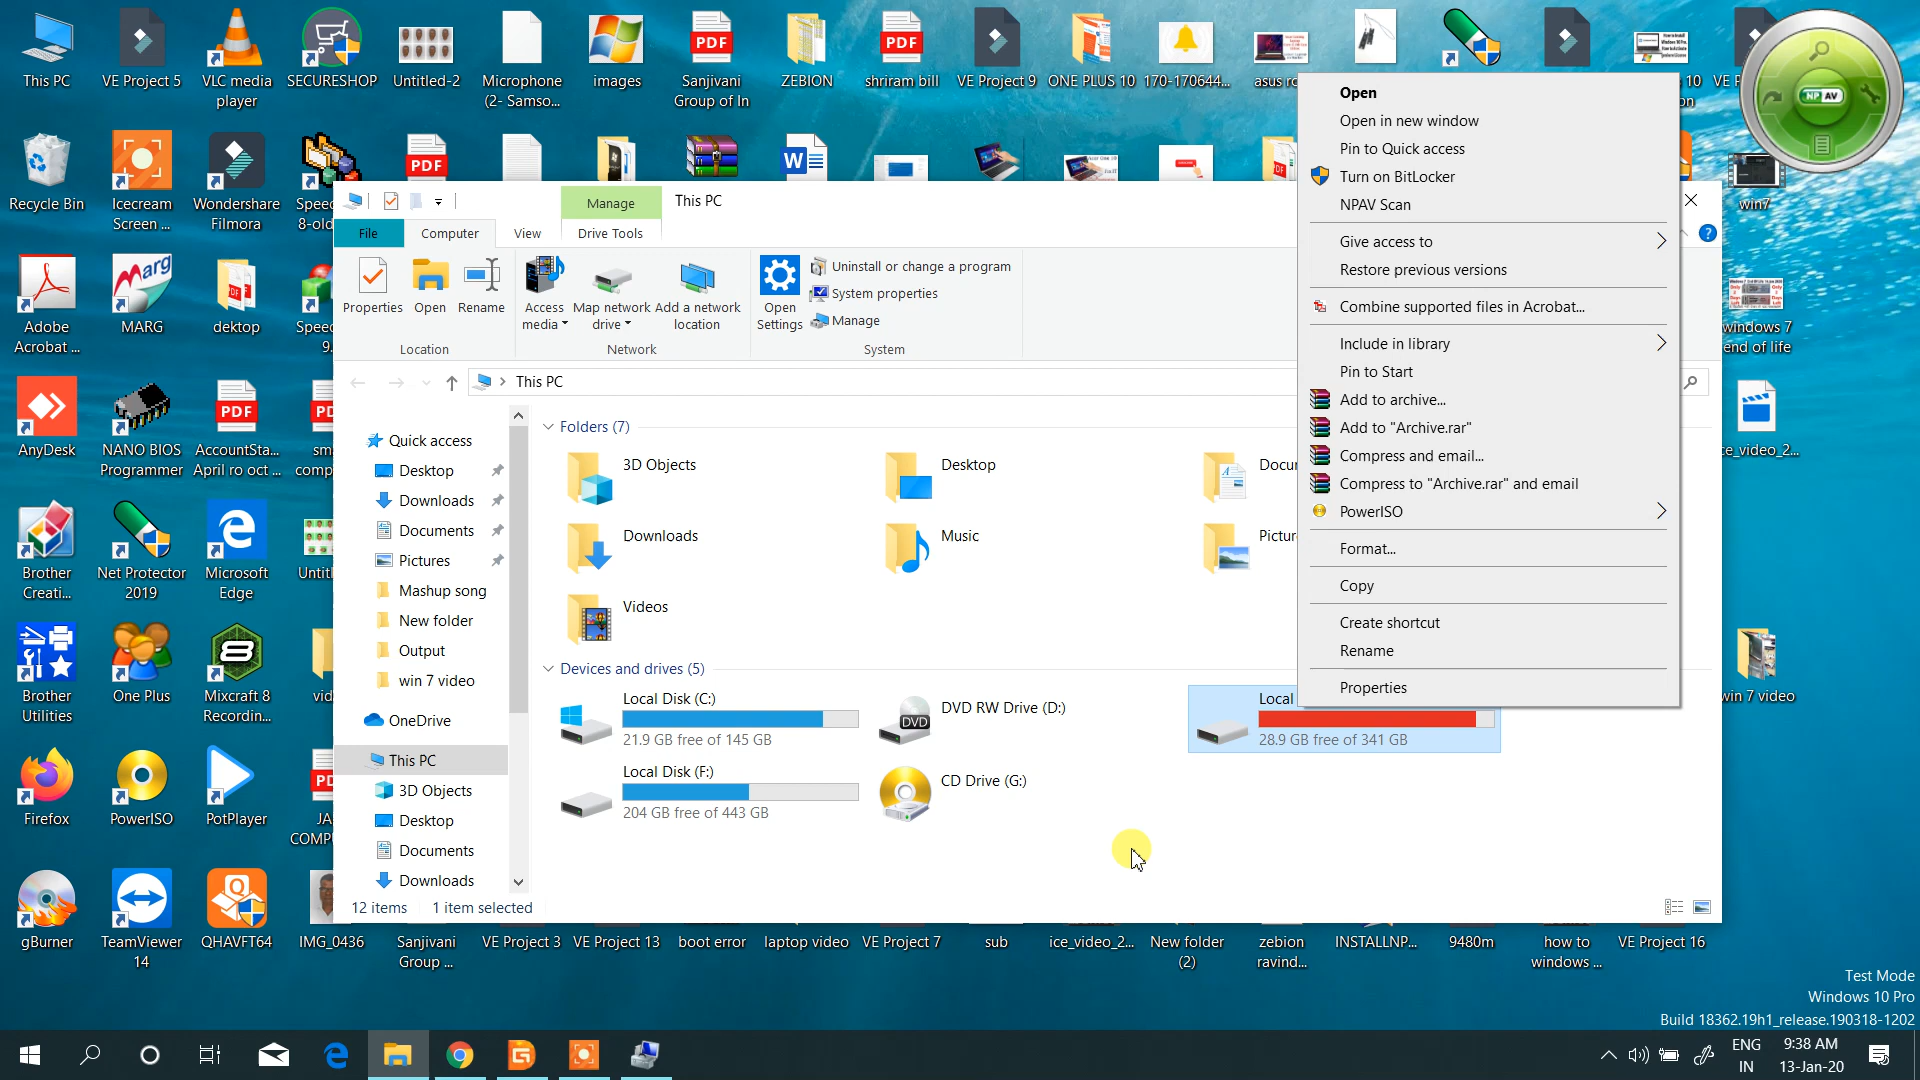 This PC
VE Project 5
VLC media
player
SECURESHOP
Untitled-2
Microphone
(2- Samso...
images
Sanjivani
Group of In
ZEBION
shriram bill
VE Project 9
ONE PLUS 10
170-170644...
asus ro
10
VE P
PDF
PDF
NP AV
Recycle Bin
Icecream
Screen ...
Wondershare
Filmora
Speed
8-old
PDF
win7
Adobe
Acrobat ...
MARG
Marg
dektop
Speed
9.
windows 7
end of life
AnyDesk
NANO BIOS
Programmer
AccountSta...
April ro oct ...
sm
comp
PDF
ce_video_2...
Brother
Creati...
Net Protector
2019
Microsoft
Edge
Untitl
Brother
Utilities
One Plus
Mixcraft 8
Recordin...
vid
win 7 video
Firefox
PowerISO
PotPlayer
JA
COMP
gBurner
TeamViewer
14
QHAVFT64
IMG_0436
Sanjivani
Group ...
VE Project 3
VE Project 13
boot error
laptop video
VE Project 7
sub
ice_video_2...
New folder
(2)
zebion
ravind...
INSTALLNP...
9480m
how to
windows ...
VE Project 16
Manage
This PC
File
Computer
View
Drive Tools
Properties
Open
Rename
Access
media
Map network
drive
Add a network
location
Open
Settings
Uninstall or change a program
System properties
Manage
Location
Network
System
This PC
Quick access
Desktop
Downloads
Documents
Pictures
Mashup song
New folder
Output
win 7 video
OneDrive
This PC
3D Objects
Desktop
Documents
Downloads
Folders (7)
3D Objects
Desktop
Docu
Downloads
Music
Pictur
Videos
Devices and drives (5)
Local Disk (C:)
21.9 GB free of 145 GB
DVD RW Drive (D:)
DVD
Local
28.9 GB free of 341 GB
Local Disk (F:)
204 GB free of 443 GB
CD Drive (G:)
12 items
1 item selected
Open
Open in new window
Pin to Quick access
Turn on BitLocker
NPAV Scan
Give access to
Restore previous versions
Combine supported files in Acrobat...
Include in library
Pin to Start
Add to archive...
Add to "Archive.rar"
Compress and email...
Compress to "Archive.rar" and email
PowerISO
Format...
Copy
Create shortcut
Rename
Properties
Test Mode
Windows 10 Pro
Build 18362.19h1_release.190318-1202
ENG
IN
9:38 AM
13-Jan-20